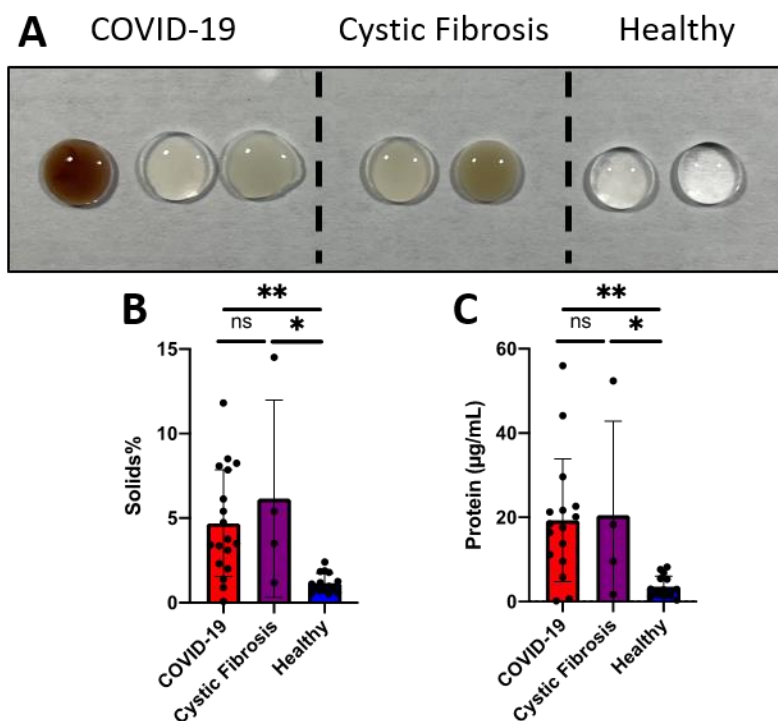 A
COVID-19 Cystic Fibrosis Healthy
B
**
ns *
15
10
5
0
Solids%
COVID-19
Cystic Fibrosis
Healthy
C
**
ns *
60
40
20
0
Protein (µg/mL)
COVID-19
Cystic Fibrosis
Healthy